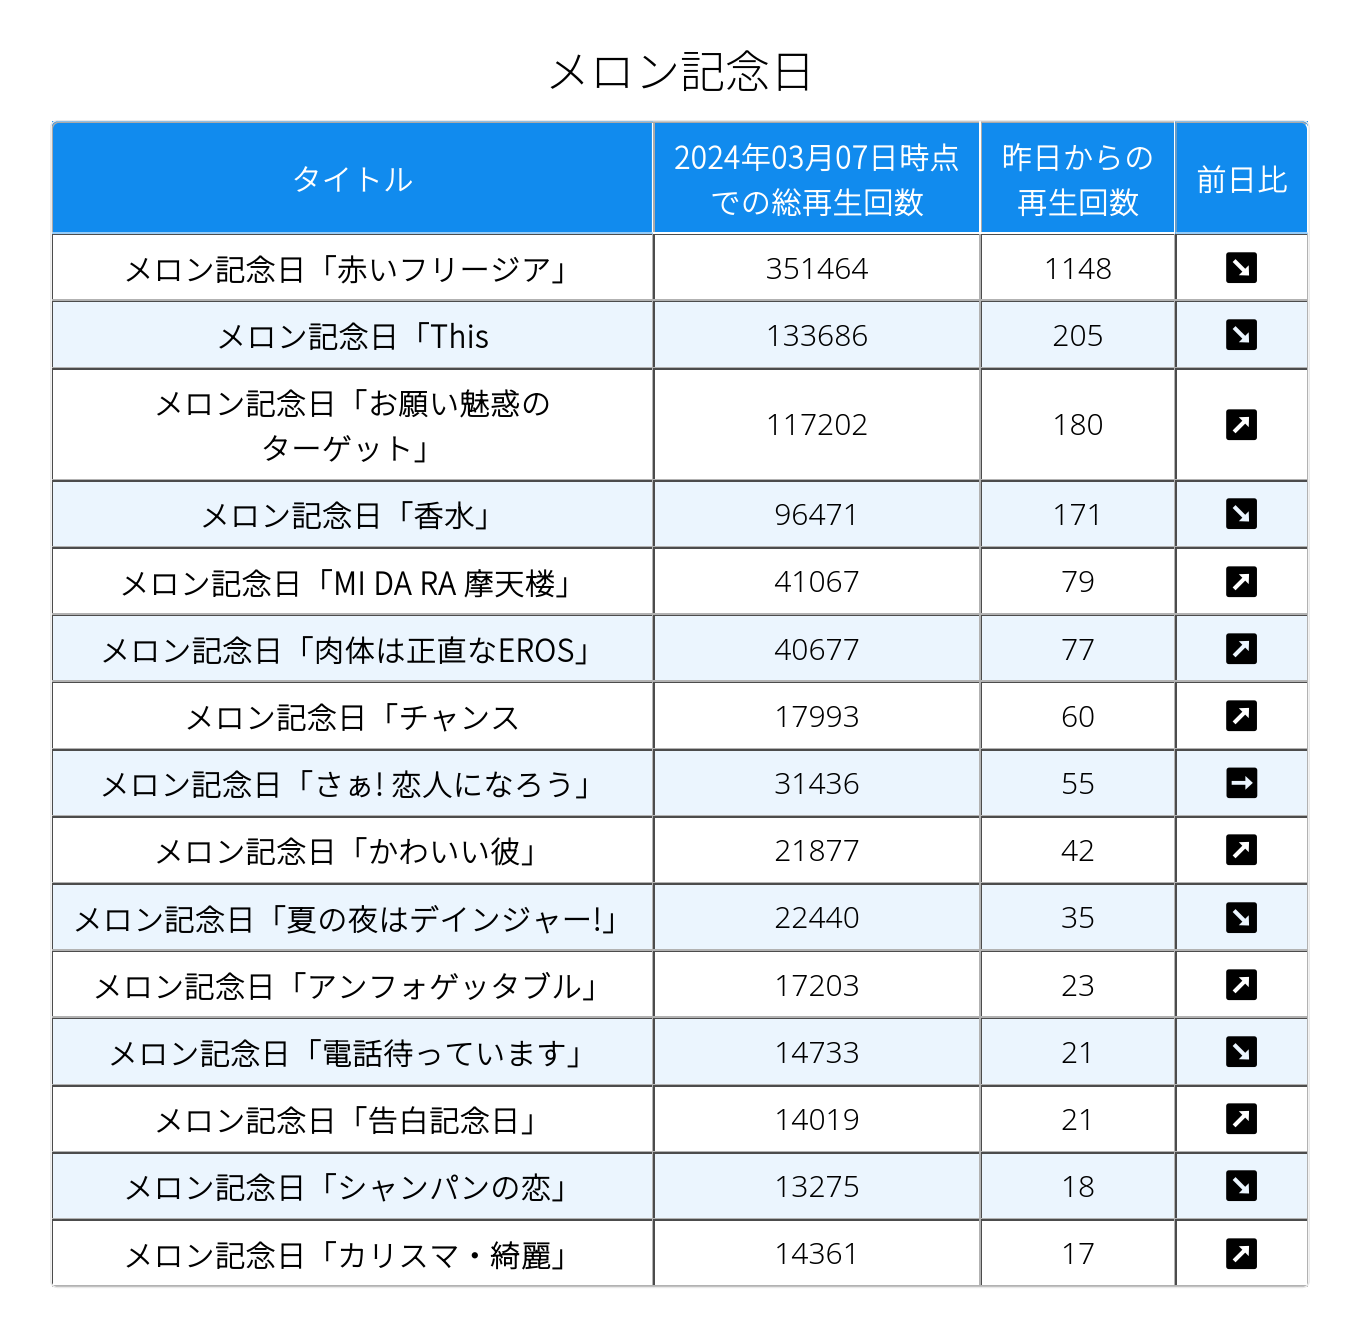 メロン記念日
タイトル
2024年03月07日時点
での総再生回数
昨日からの
再生回数
前日比
メロン記念日「赤いフリージア」 351464 1148 ↘
メロン記念日「This 133686 205 ↘
メロン記念日「お願い魅惑の
ターゲット」 117202 180 ↗
メロン記念日「香水」 96471 171 ↘
メロン記念日「MI DA RA 摩天楼」 41067 79 ↗
メロン記念日「肉体は正直なEROS」 40677 77 ↗
メロン記念日「チャンス 17993 60 ↗
メロン記念日「さぁ! 恋人になろう」 31436 55 →
メロン記念日「かわいい彼」 21877 42 ↗
メロン記念日「夏の夜はデインジャー!」 22440 35 ↘
メロン記念日「アンフォゲッタブル」 17203 23 ↗
メロン記念日「電話待っています」 14733 21 ↘
メロン記念日「告白記念日」 14019 21 ↗
メロン記念日「シャンパンの恋」 13275 18 ↘
メロン記念日「カリスマ・綺麗」 14361 17 ↗